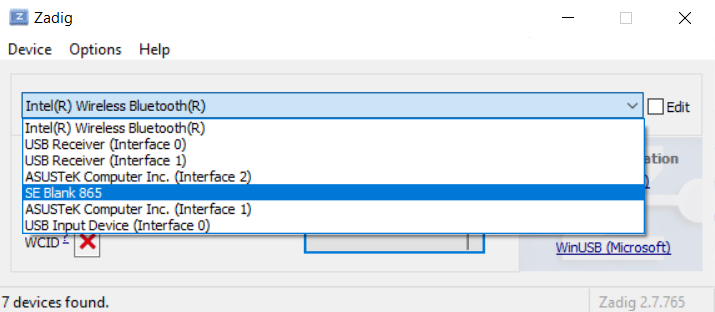 Zadig
Device Options Help
Intel(R) Wireless Bluetooth(R)
Edit
Intel(R) Wireless Bluetooth(R)
USB Receiver (Interface 0)
USB Receiver (Interface 1)
ASUSTeK Computer Inc. (Interface 2)
SE Blank 865
ASUSTeK Computer Inc. (Interface 1)
USB Input Device (Interface 0)
WCID ?
WinUSB (Microsoft)
7 devices found.
Zadig 2.7.765